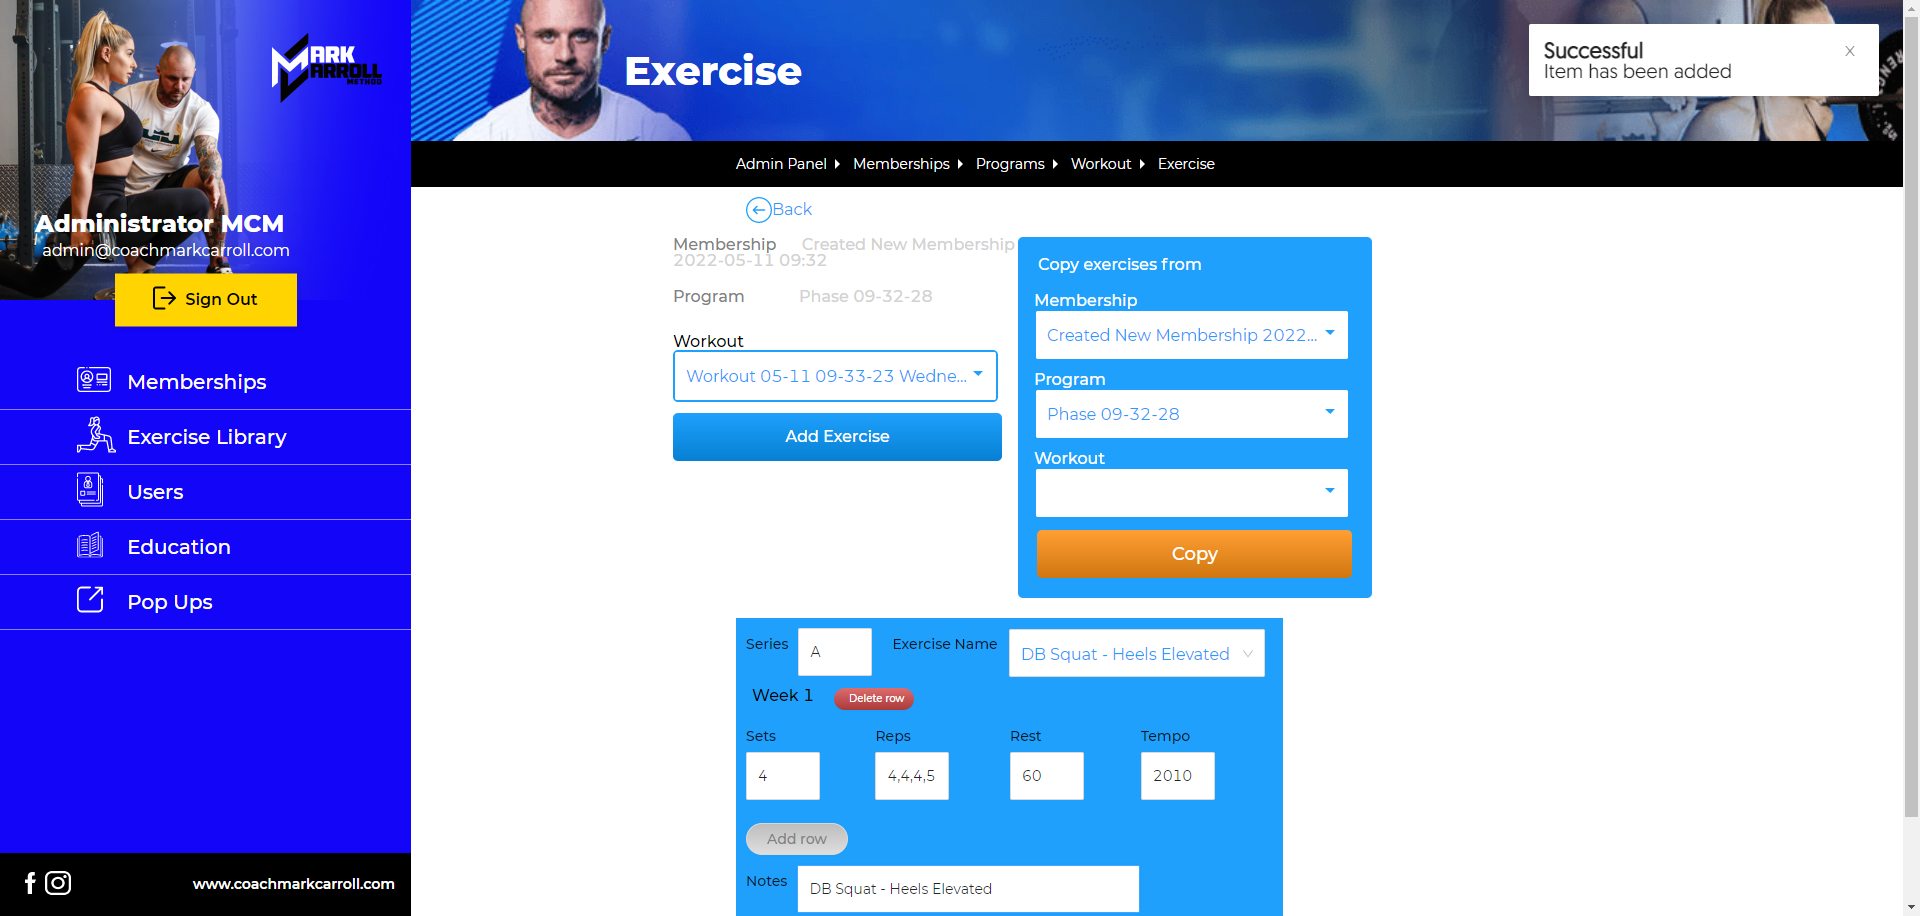 MARK
CARROLL
METHOD
Administrator MCM
admin@coachmarkcarroll.com
Sign Out
Memberships
Exercise Library
Users
Education
Pop Ups
www.coachmarkcarroll.com
Exercise
Successful
Item has been added
X
Admin Panel
Memberships
Programs
Workout
Exercise
Back
Membership Created New Membership
2022-05-11 09:32
Program Phase 09-32-28
Workout
Workout 05-11 09-33-23 Wedne...
Add Exercise
Copy exercises from
Membership
Created New Membership 2022...
Program
Phase 09-32-28
Workout
Copy
Series A Exercise Name DB Squat - Heels Elevated
Week 1 Delete row
Sets Reps Rest Tempo
4 4,4,4,5 60 2010
Add row
Notes DB Squat - Heels Elevated